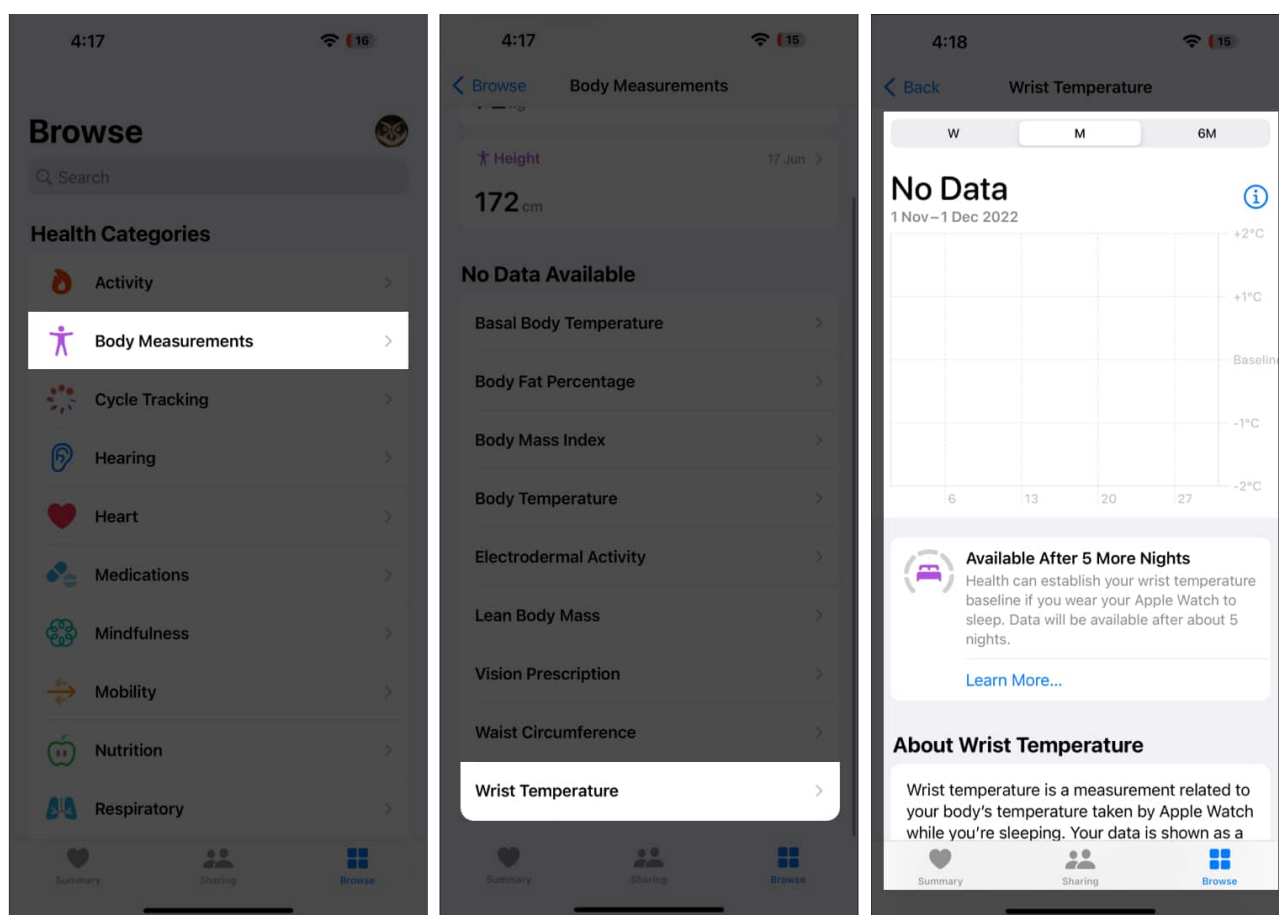 4:17
16
Browse
Search
Health Categories
Activity
Body Measurements
Cycle Tracking
Hearing
Heart
Medications
Mindfulness
Mobility
Nutrition
Respiratory
Summary
Sharing
Browse
4:17
15
Browse
Body Measurements
kg
Height
17 Jun
172 cm
No Data Available
Basal Body Temperature
Body Fat Percentage
Body Mass Index
Body Temperature
Electrodermal Activity
Lean Body Mass
Vision Prescription
Waist Circumference
Wrist Temperature
Summary
Sharing
Browse
4:18
15
Back
Wrist Temperature
W
M
6M
No Data
1 Nov–1 Dec 2022
+2°C
+1°C
Baselin
-1°C
-2°C
6
13
20
27
Available After 5 More Nights
Health can establish your wrist temperature
baseline if you wear your Apple Watch to
sleep. Data will be available after about 5
nights.
Learn More...
About Wrist Temperature
Wrist temperature is a measurement related to
your body's temperature taken by Apple Watch
while you're sleeping. Your data is shown as a
Summary
Sharing
Browse